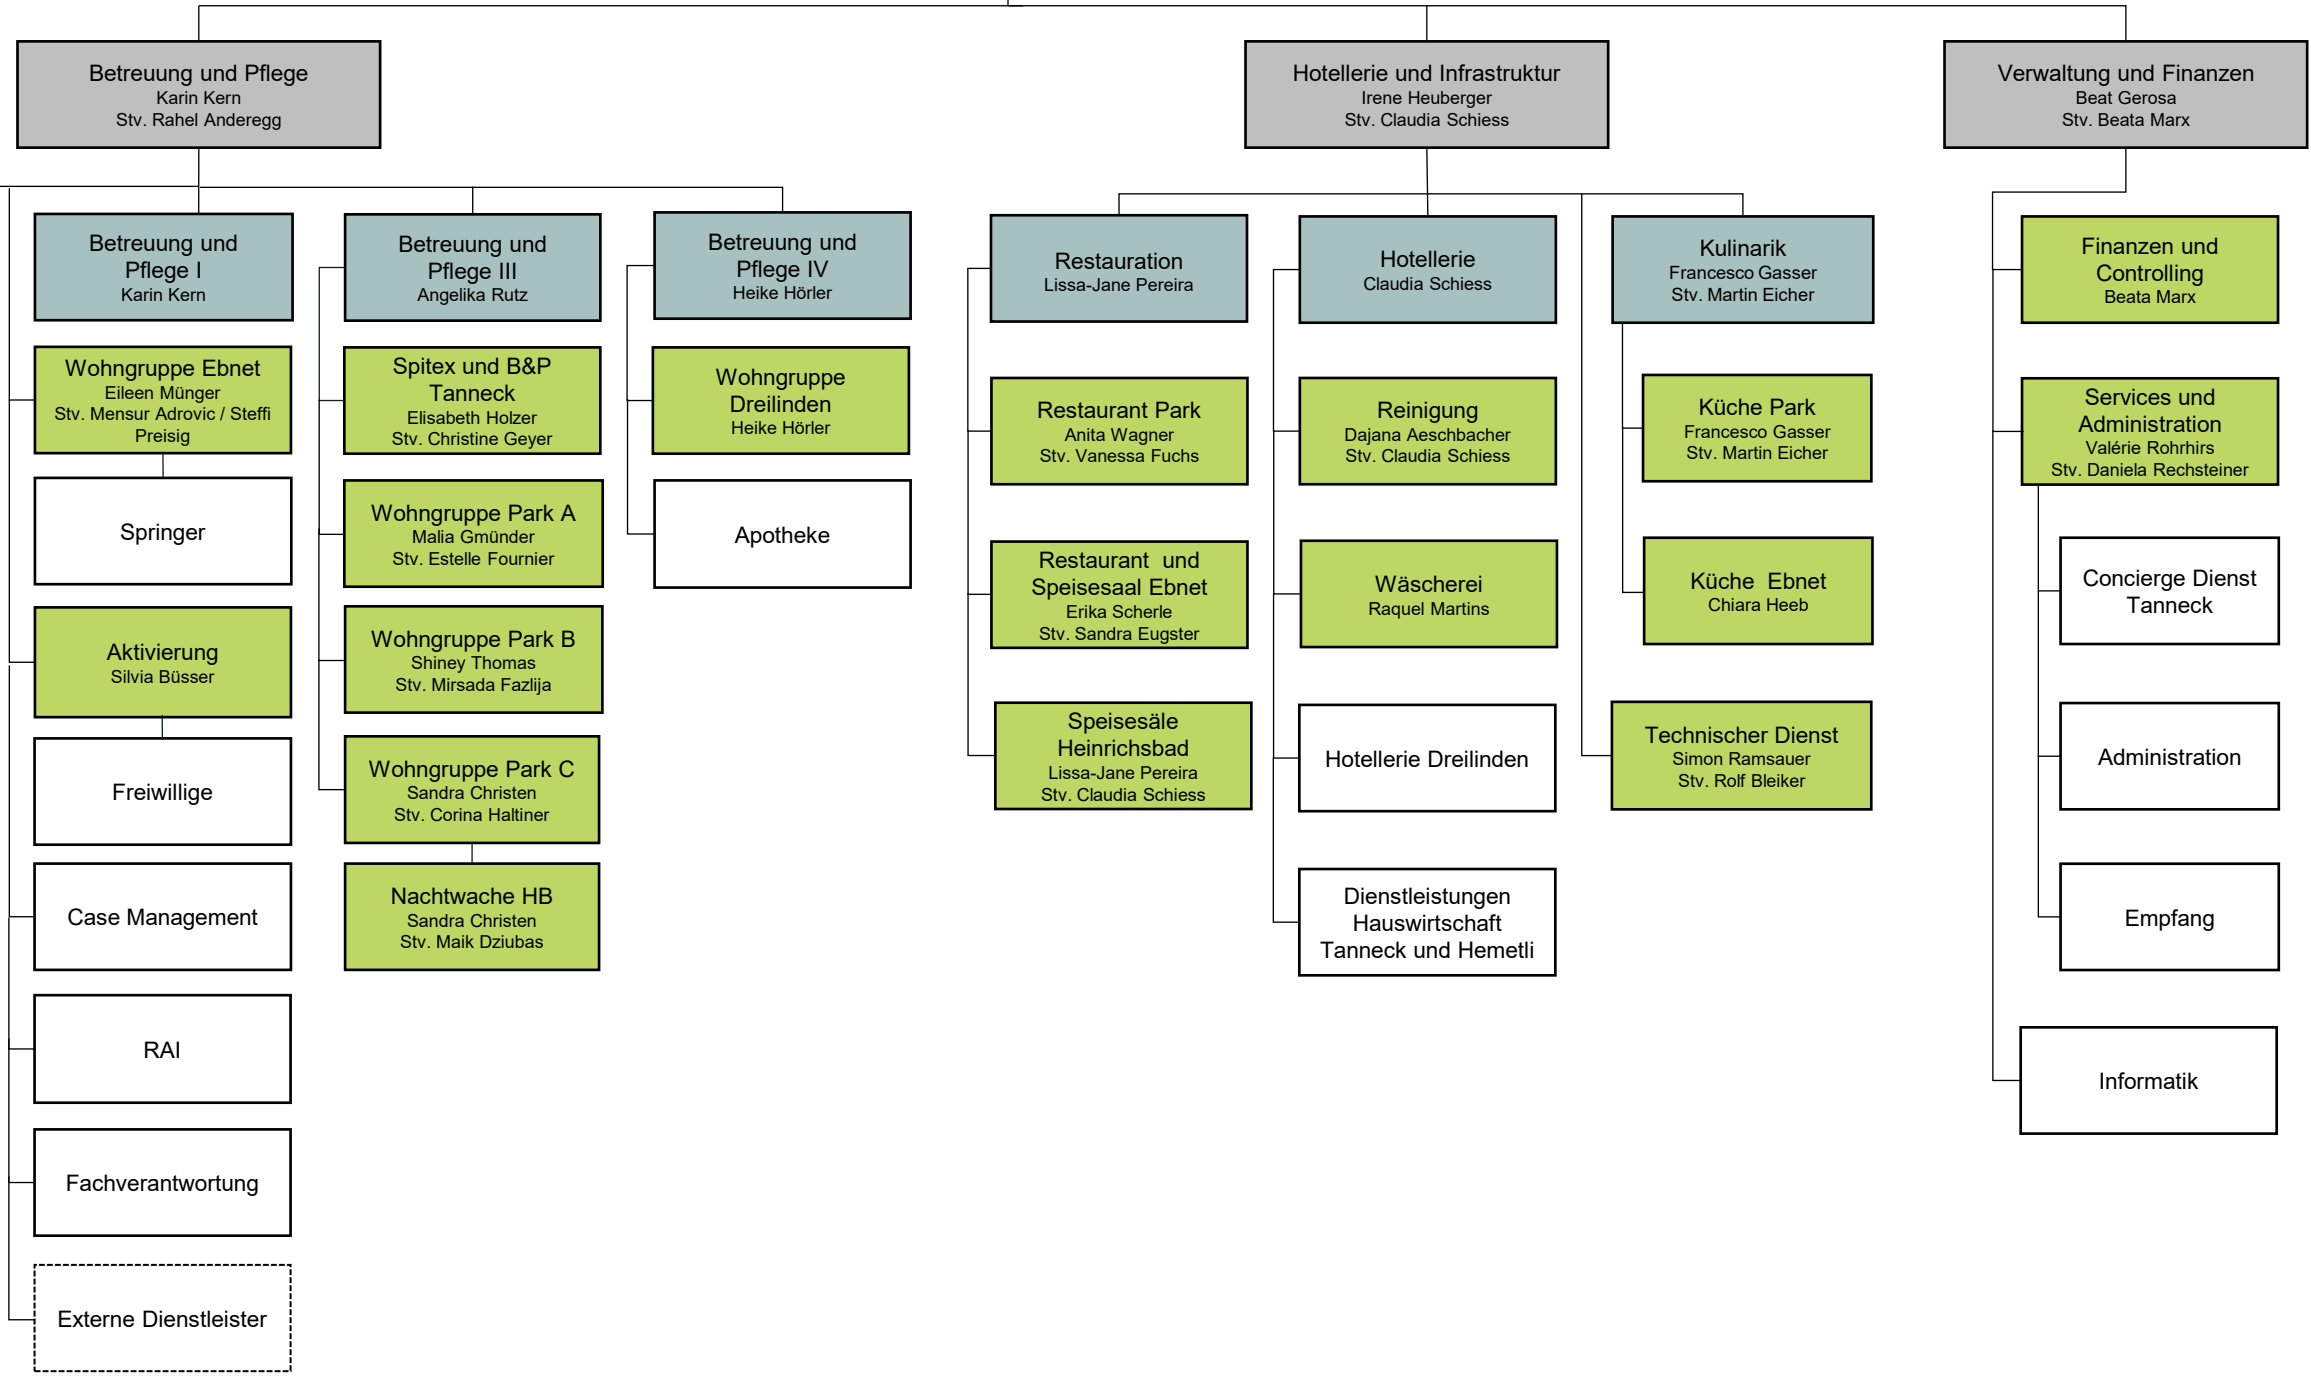 Betreuung und Pflege
Karin Kern
Stv. Rahel Anderegg
Hotellerie und Infrastruktur
Irene Heuberger
Stv. Claudia Schiess
Verwaltung und Finanzen
Beat Gerosa
Stv. Beata Marx
Betreuung und
Pflege I
Karin Kern
Wohngruppe Ebnet
Eileen Münger
Stv. Mensur Adrovic / Steffi
Preisig
Springer
Aktivierung
Silvia Büsser
Freiwillige
Case Management
RAI
Fachverantwortung
Externe Dienstleister
Betreuung und
Pflege III
Angelika Rutz
Spitex und B&P
Tanneck
Elisabeth Holzer
Stv. Christine Geyer
Wohngruppe Park A
Malia Gmünder
Stv. Estelle Fournier
Wohngruppe Park B
Shiney Thomas
Stv. Mirsada Fazlija
Wohngruppe Park C
Sandra Christen
Stv. Corina Haltiner
Nachtwache HB
Sandra Christen
Stv. Maik Dziubas
Betreuung und
Pflege IV
Heike Hörler
Wohngruppe
Dreilinden
Heike Hörler
Apotheke
Restauration
Lissa-Jane Pereira
Restaurant Park
Anita Wagner
Stv. Vanessa Fuchs
Restaurant und
Speisesaal Ebnet
Erika Scherle
Stv. Sandra Eugster
Speisesäle
Heinrichsbad
Lissa-Jane Pereira
Stv. Claudia Schiess
Hotellerie
Claudia Schiess
Reinigung
Dajana Aeschbacher
Stv. Claudia Schiess
Wäscherei
Raquel Martins
Hotellerie Dreilinden
Dienstleistungen
Hauswirtschaft
Tanneck und Hemetli
Kulinarik
Francesco Gasser
Stv. Martin Eicher
Küche Park
Francesco Gasser
Stv. Martin Eicher
Küche Ebnet
Chiara Heeb
Technischer Dienst
Simon Ramsauer
Stv. Rolf Bleiker
Finanzen und
Controlling
Beata Marx
Services und
Administration
Valérie Rohrhirs
Stv. Daniela Rechsteiner
Concierge Dienst
Tanneck
Administration
Empfang
Informatik